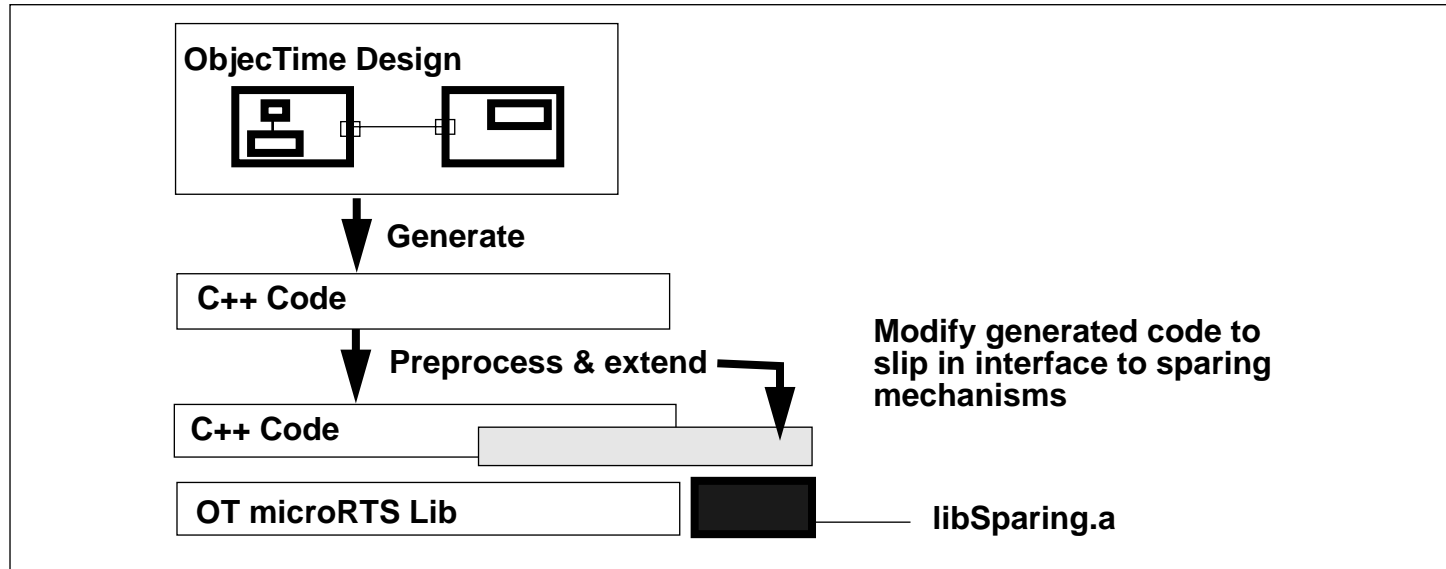 ObjecTime Design
Generate
C++ Code
Preprocess & extend
Modify generated code to
slip in interface to sparing
mechanisms
C++ Code
OT microRTS Lib
libSparing.a